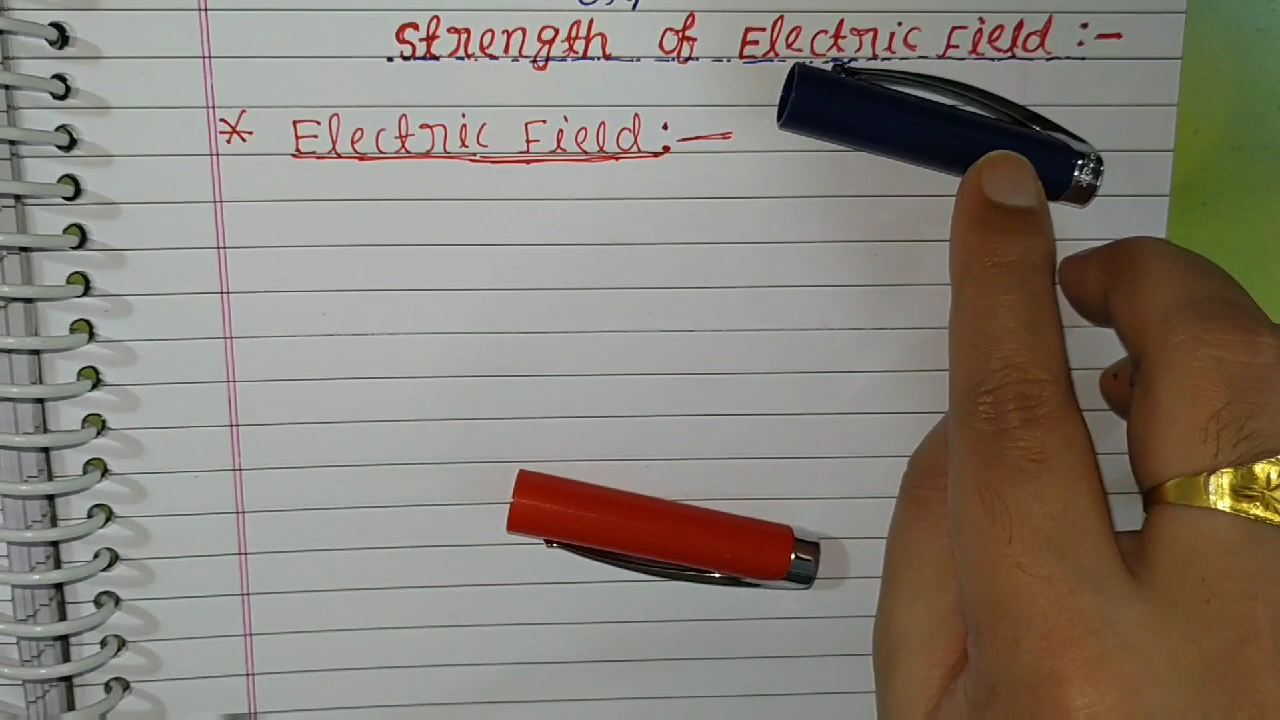 Strength of Electric Field :-
* Electric Field :-